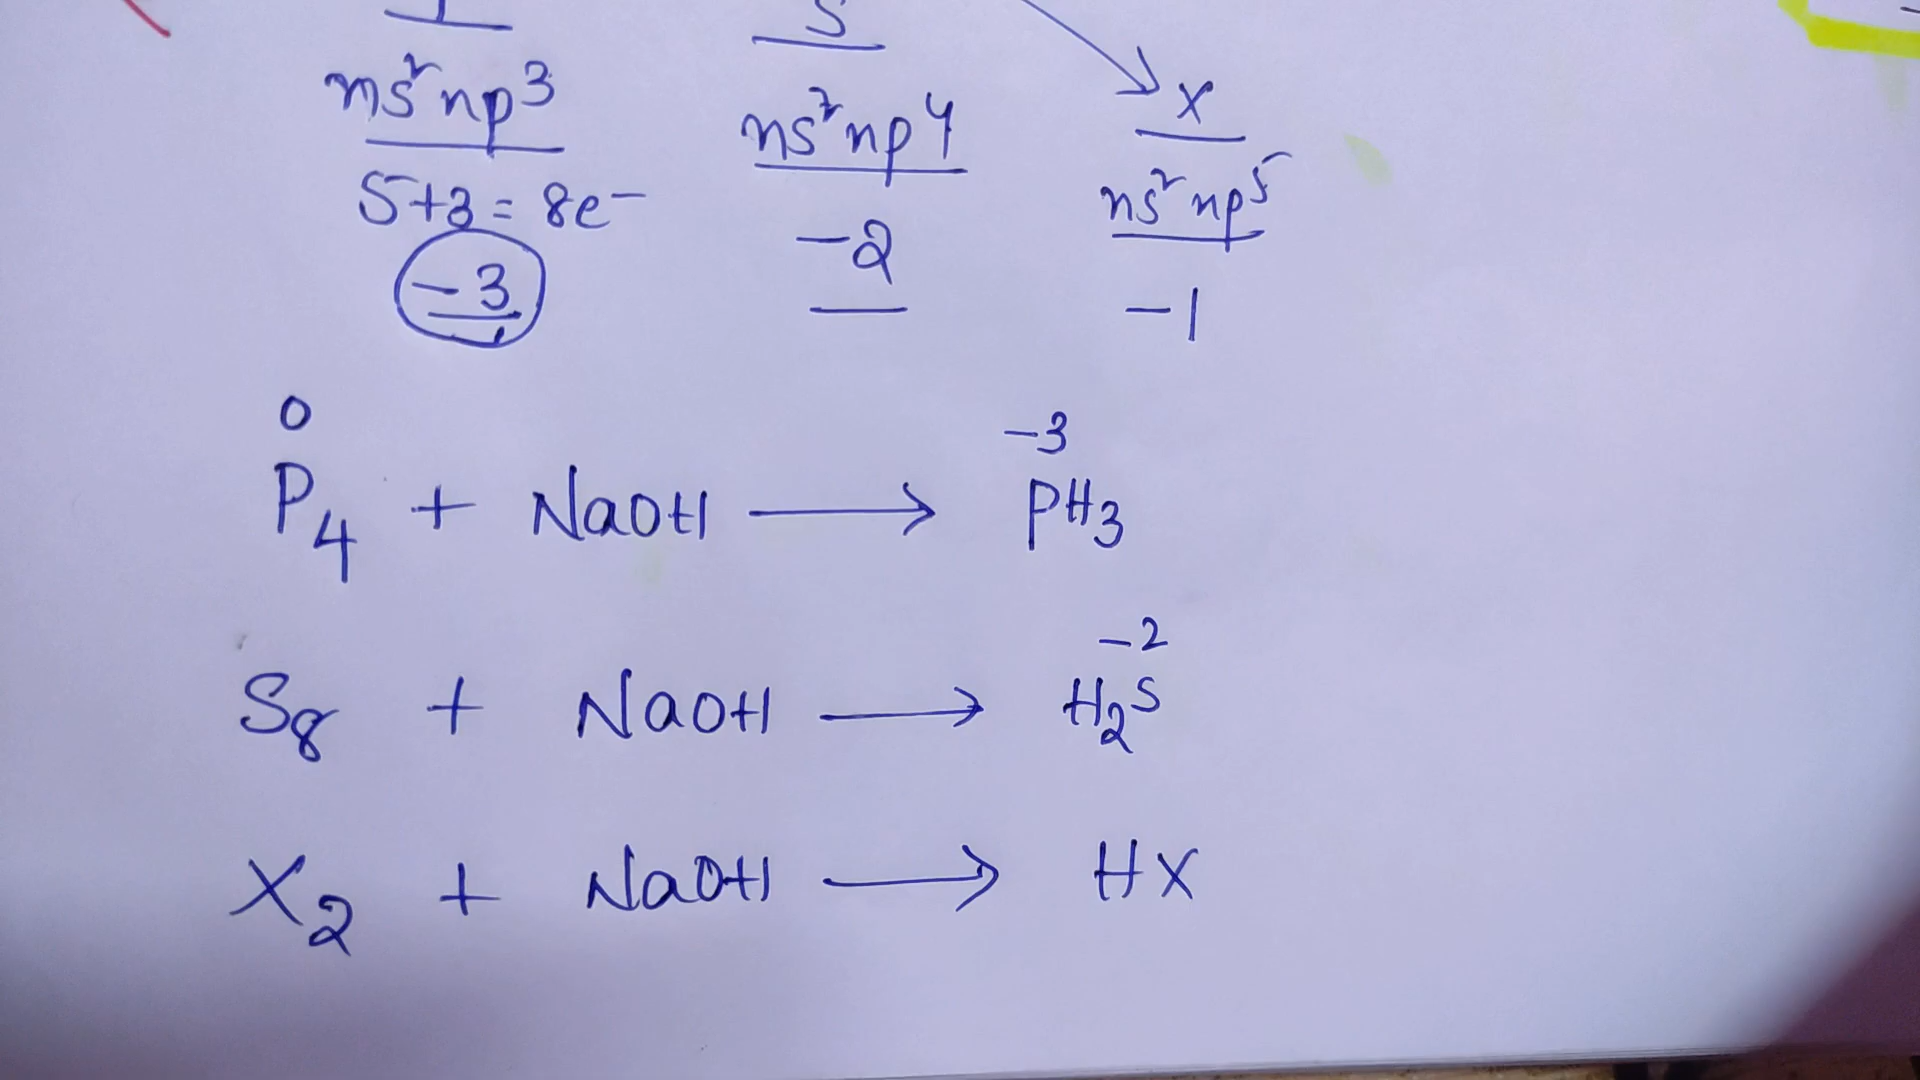 S X
ns²np³ ns²np⁴ ns²np⁵
5+3=8e⁻ -2 -1
-3
0 -3
P₄ + NaOH ⟶ PH₃
-2
S₈ + NaOH ⟶ H₂S
X₂ + NaOH ⟶ HX